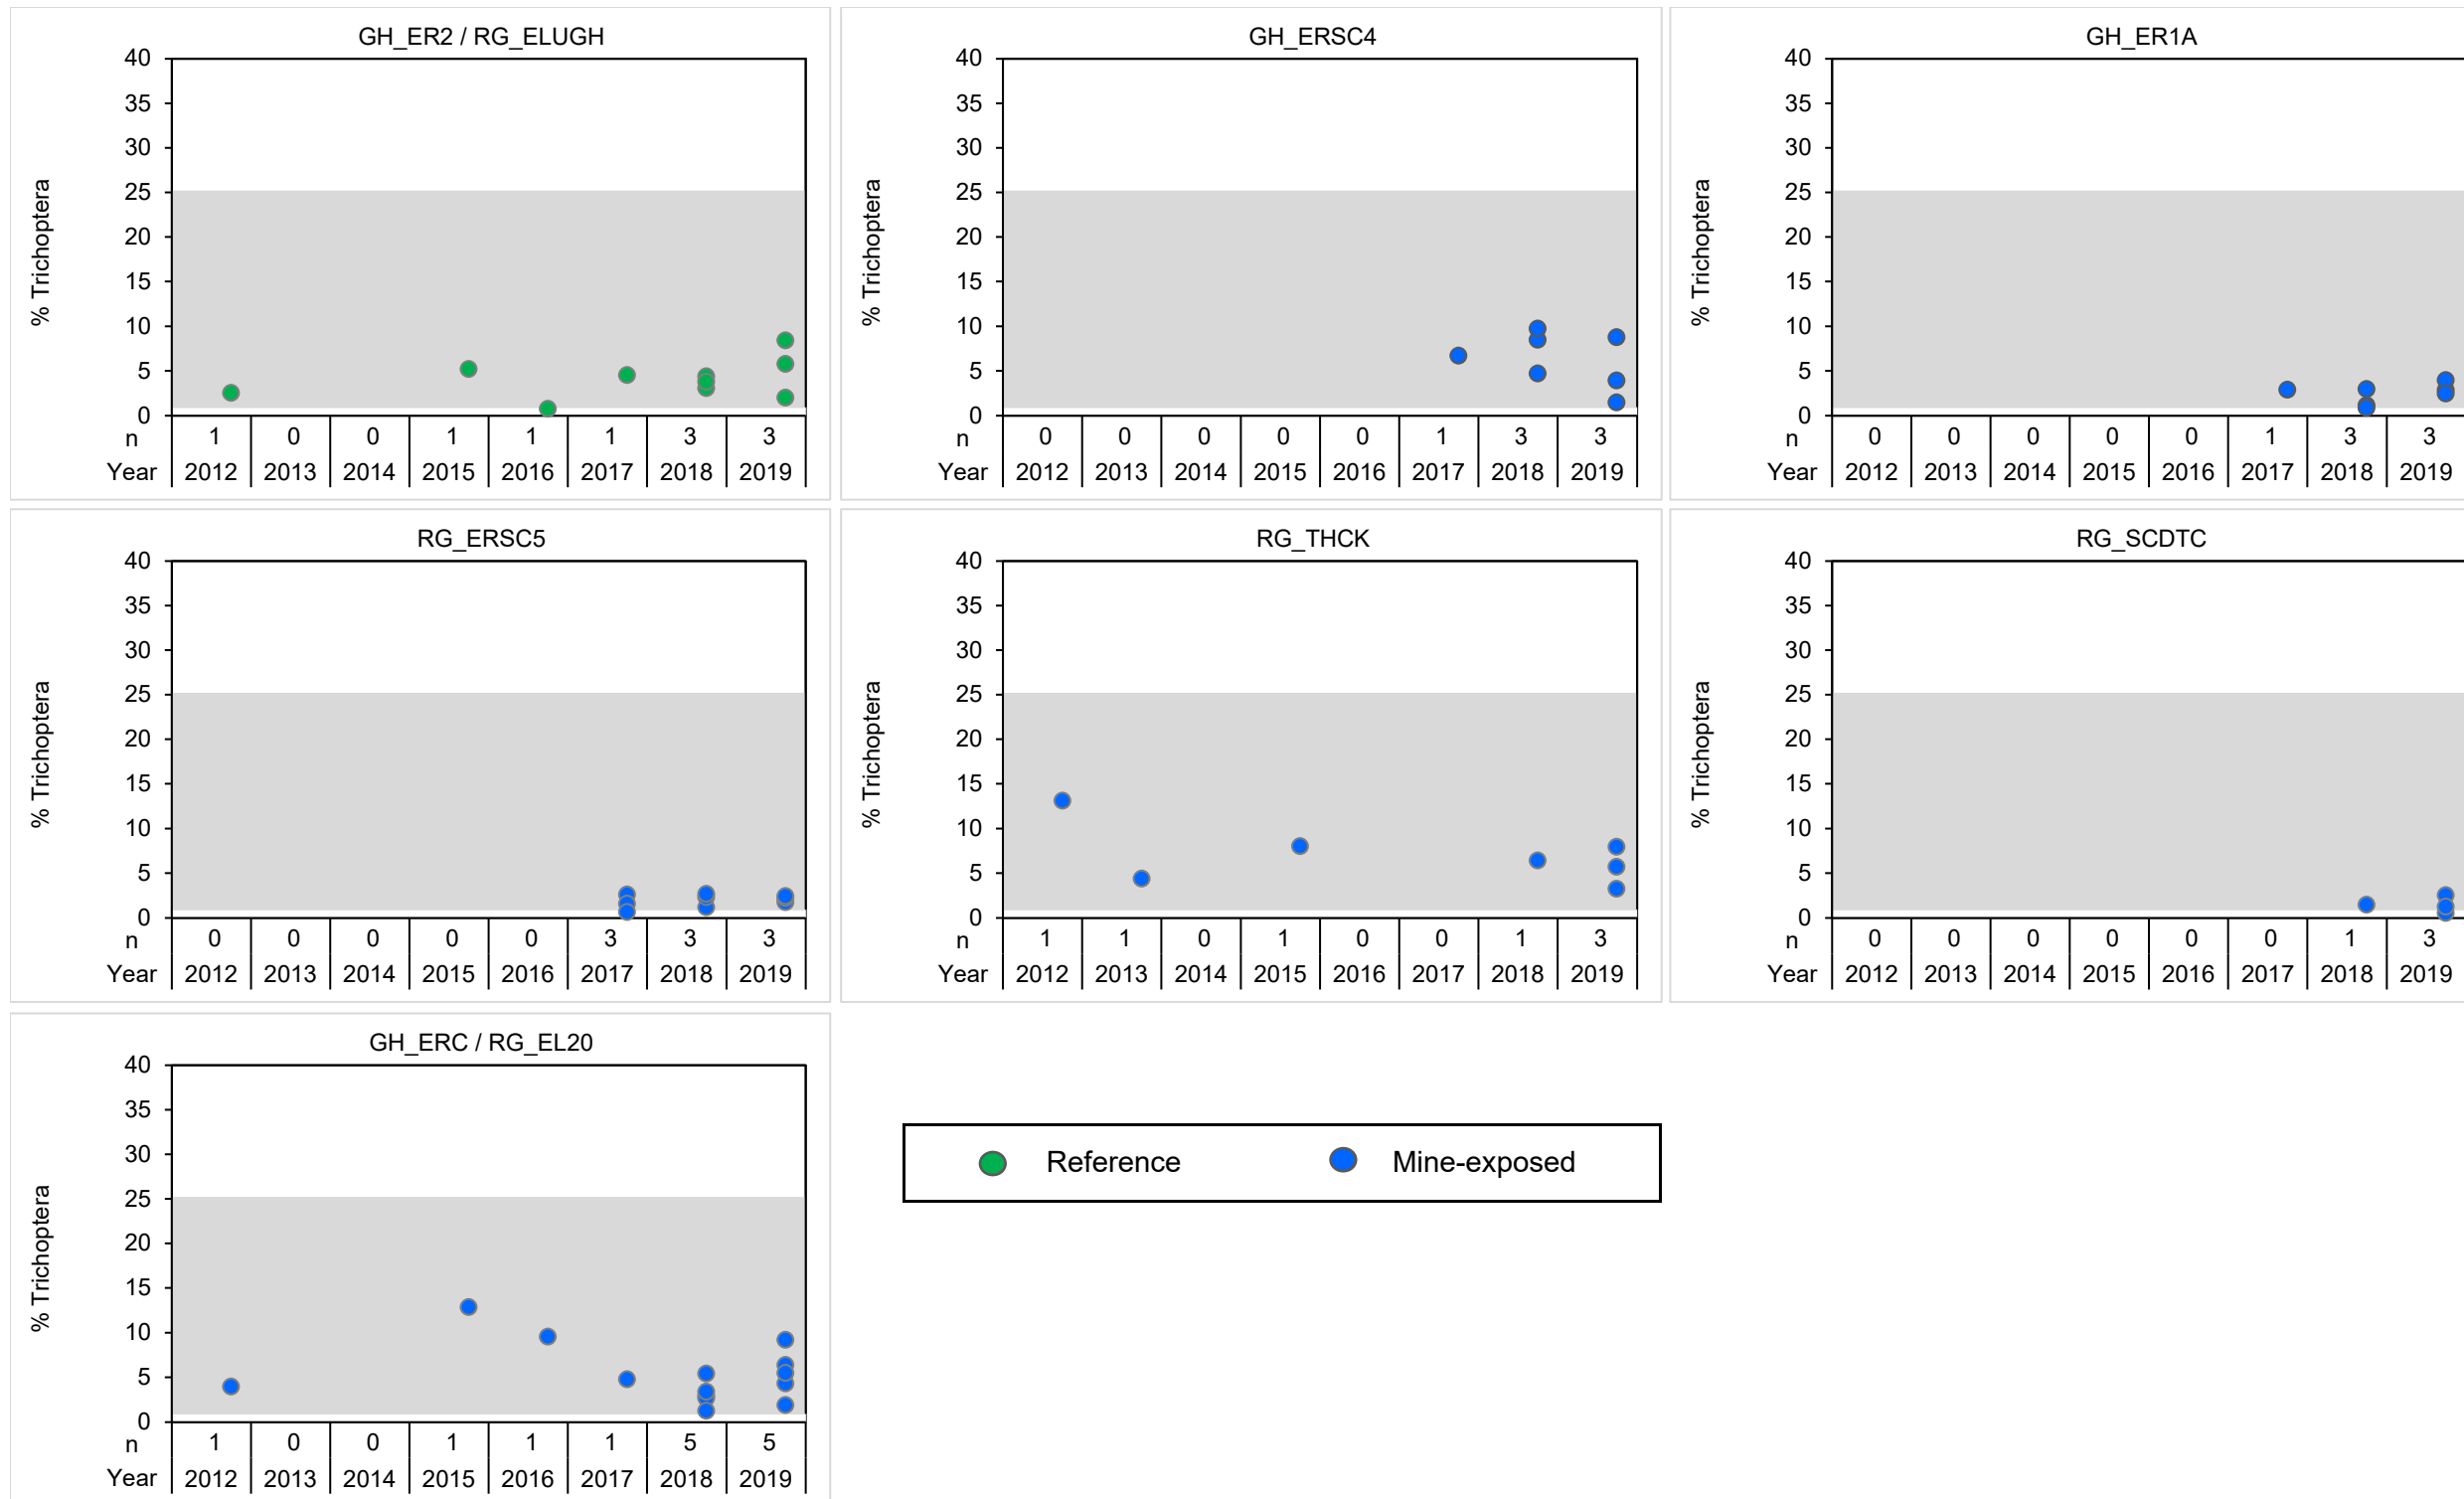 GH_ER2 / RG_ELUGH
40
35
30
25
20
15
10
5
0
% Trichoptera
n 1 0 0 1 1 1 3 3
Year 2012 2013 2014 2015 2016 2017 2018 2019
GH_ERSC4
40
35
30
25
20
15
10
5
0
% Trichoptera
n 0 0 0 0 0 1 3 3
Year 2012 2013 2014 2015 2016 2017 2018 2019
GH_ER1A
40
35
30
25
20
15
10
5
0
% Trichoptera
n 0 0 0 0 0 1 3 3
Year 2012 2013 2014 2015 2016 2017 2018 2019
RG_ERSC5
40
35
30
25
20
15
10
5
0
% Trichoptera
n 0 0 0 0 0 3 3 3
Year 2012 2013 2014 2015 2016 2017 2018 2019
RG_THCK
40
35
30
25
20
15
10
5
0
% Trichoptera
n 1 1 0 1 0 0 1 3
Year 2012 2013 2014 2015 2016 2017 2018 2019
RG_SCDTC
40
35
30
25
20
15
10
5
0
% Trichoptera
n 0 0 0 0 0 0 1 3
Year 2012 2013 2014 2015 2016 2017 2018 2019
GH_ERC / RG_EL20
40
35
30
25
20
15
10
5
0
% Trichoptera
n 1 0 0 1 1 1 5 5
Year 2012 2013 2014 2015 2016 2017 2018 2019
Reference Mine-exposed